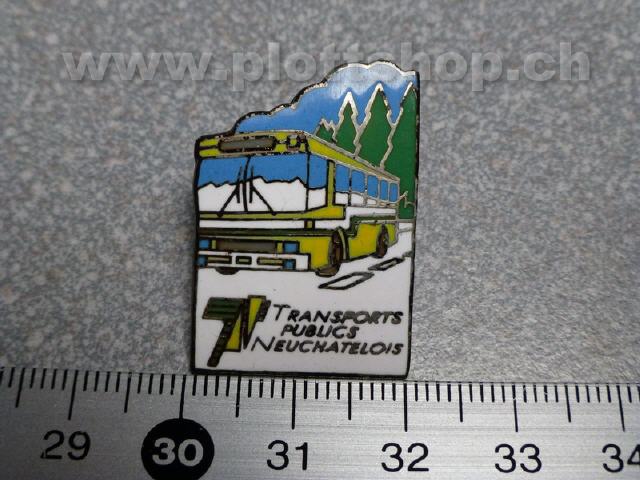 www.plottshop.ch
TN TRANSPORTS
PUBLICS
NEUCHATELOIS
29 30 31 32 33 34